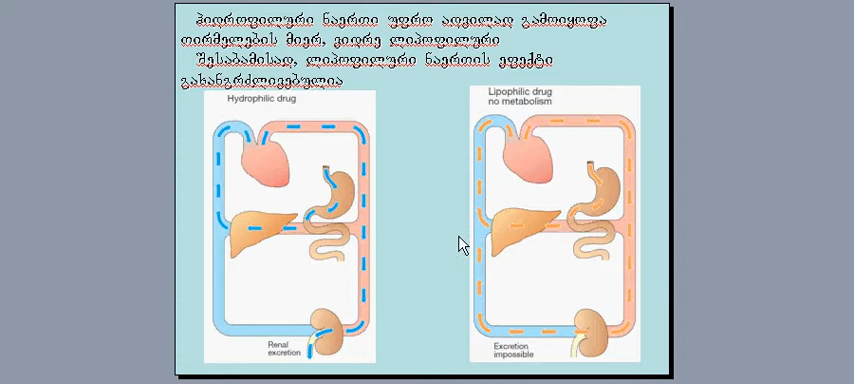 ჰიდროფილური ნაერთი უფრო ადვილად გამოიყოფა
თირმელების მიერ, ვიდრე ლიპოფილური
შესაბამისად, ლიპოფილური ნაერთის ეფექტი
გახანგრძლივებულია
Hydrophilic drug
Lipophilic drug
no metabolism
Renal
excretion
Excretion
impossible